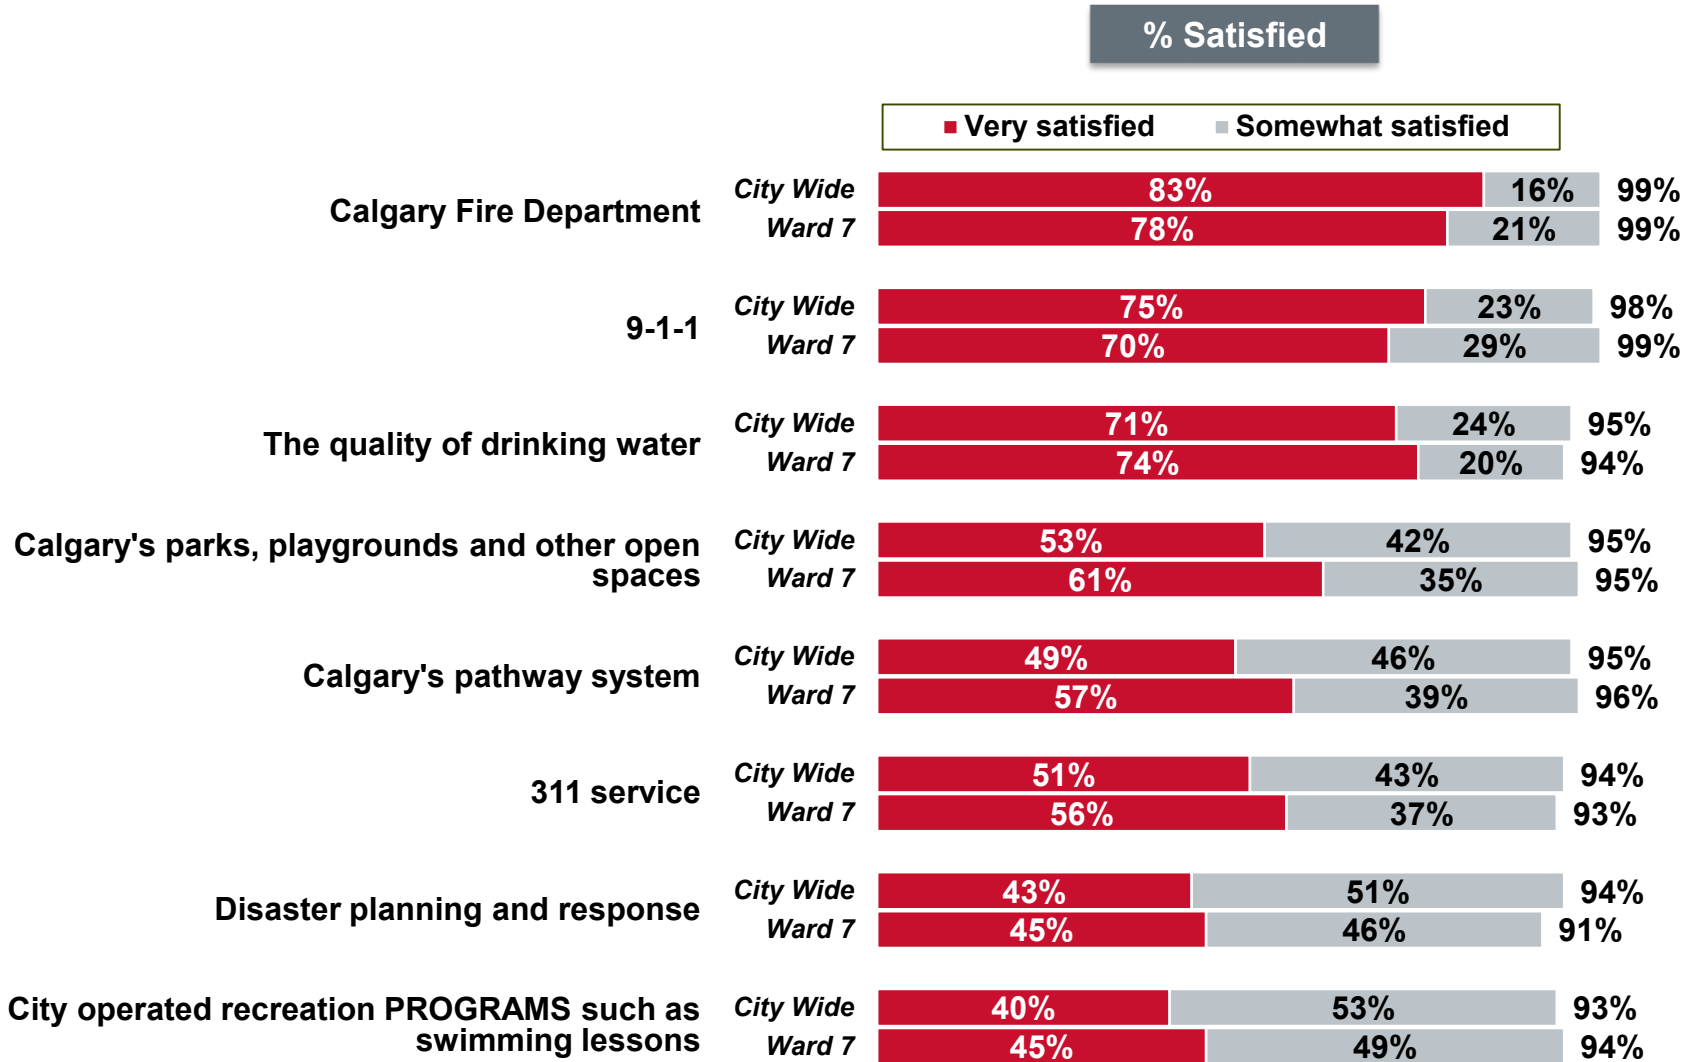 % Satisfied
Very satisfied Somewhat satisfied
Calgary Fire Department
City Wide 83% 16% 99%
Ward 7 78% 21% 99%
9-1-1
City Wide 75% 23% 98%
Ward 7 70% 29% 99%
The quality of drinking water
City Wide 71% 24% 95%
Ward 7 74% 20% 94%
Calgary's parks, playgrounds and other open
spaces
City Wide 53% 42% 95%
Ward 7 61% 35% 95%
Calgary's pathway system
City Wide 49% 46% 95%
Ward 7 57% 39% 96%
311 service
City Wide 51% 43% 94%
Ward 7 56% 37% 93%
Disaster planning and response
City Wide 43% 51% 94%
Ward 7 45% 46% 91%
City operated recreation PROGRAMS such as
swimming lessons
City Wide 40% 53% 93%
Ward 7 45% 49% 94%